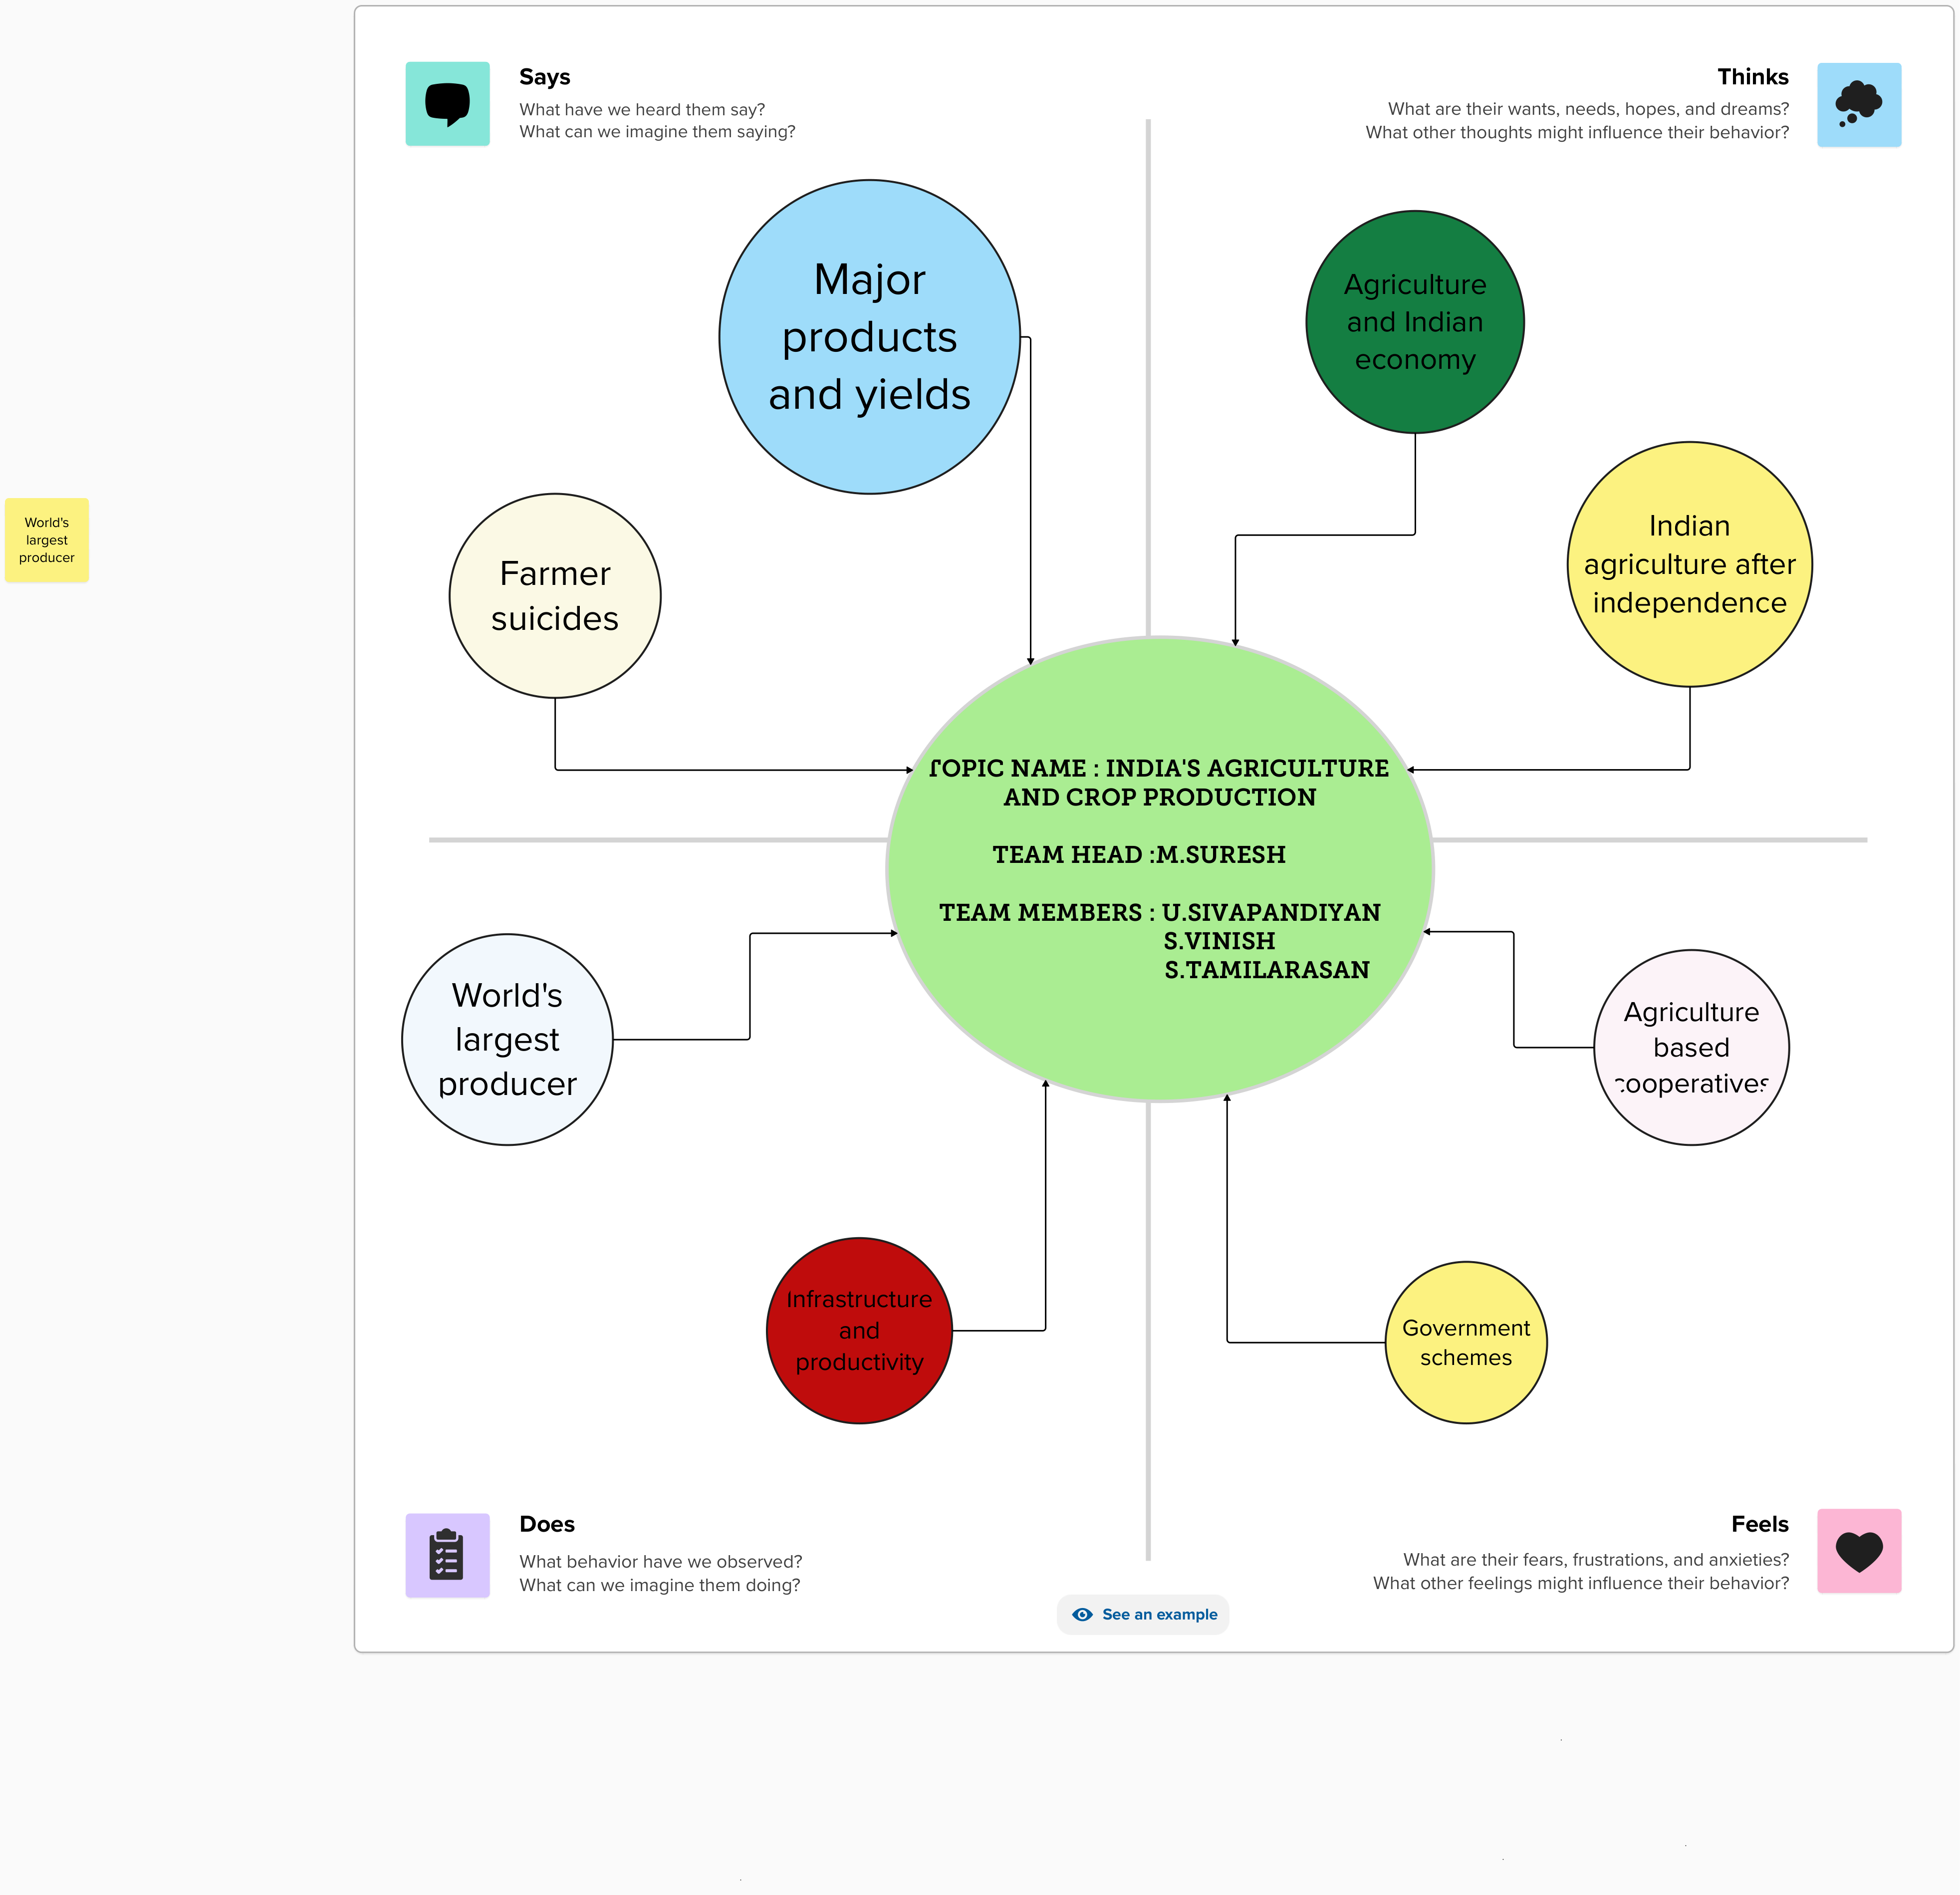 Says
What have we heard them say?
What can we imagine them saying?
Thinks
What are their wants, needs, hopes, and dreams?
What other thoughts might influence their behavior?
Major
products
and yields
Agriculture
and Indian
economy
World's
largest
producer
Farmer
suicides
Indian
agriculture after
independence
TOPIC NAME : INDIA'S AGRICULTURE
AND CROP PRODUCTION
TEAM HEAD :M.SURESH
TEAM MEMBERS : U.SIVAPANDIYAN
S.VINISH
S.TAMILARASAN
World's
largest
producer
Agriculture
based
cooperatives
Infrastructure
and
productivity
Government
schemes
Does
What behavior have we observed?
What can we imagine them doing?
Feels
What are their fears, frustrations, and anxieties?
What other feelings might influence their behavior?
See an example